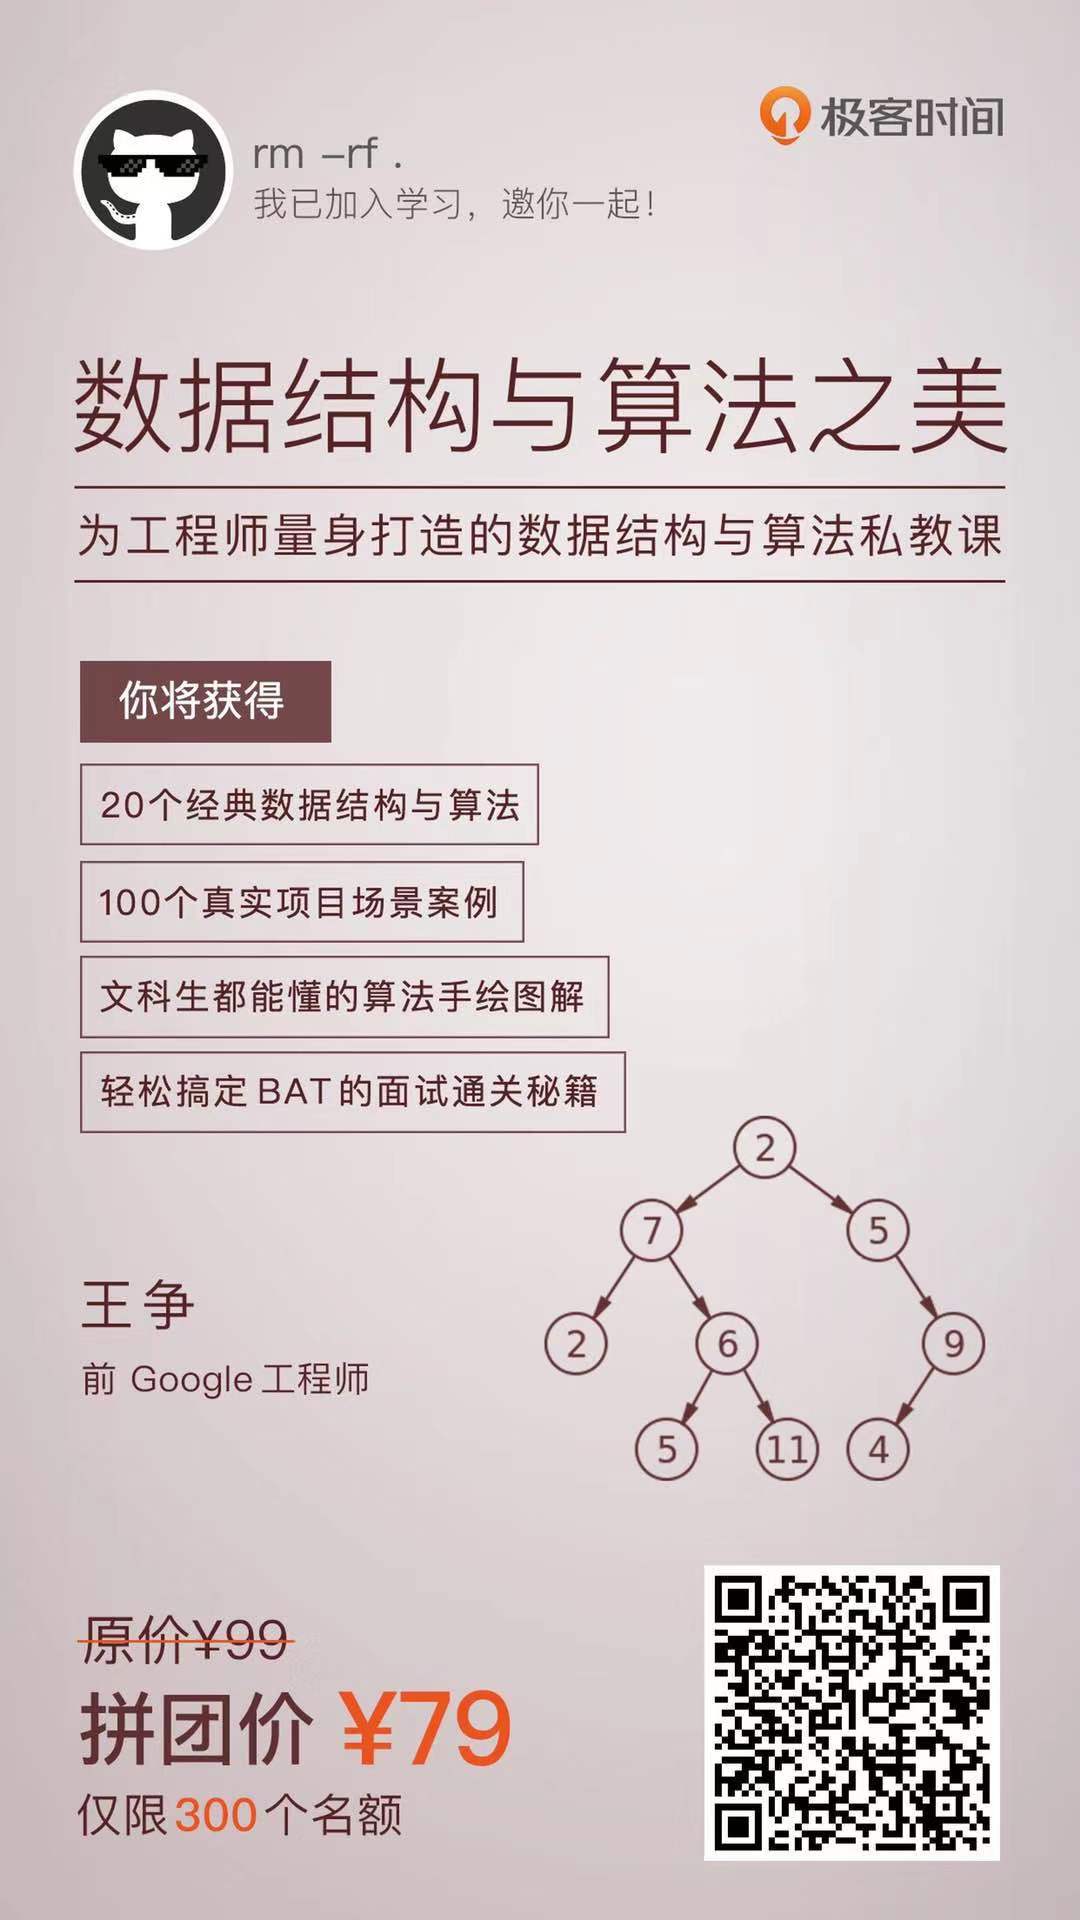 极客时间
rm -rf .
我已加入学习，邀你一起！
数据结构与算法之美
为工程师量身打造的数据结构与算法私教课
你将获得
20个经典数据结构与算法
100个真实项目场景案例
文科生都能懂的算法手绘图解
轻松搞定BAT的面试通关秘籍
2
7
5
2
6
9
5
11
4
王争
前 Google 工程师
原价¥99
拼团价 ¥79
仅限300个名额